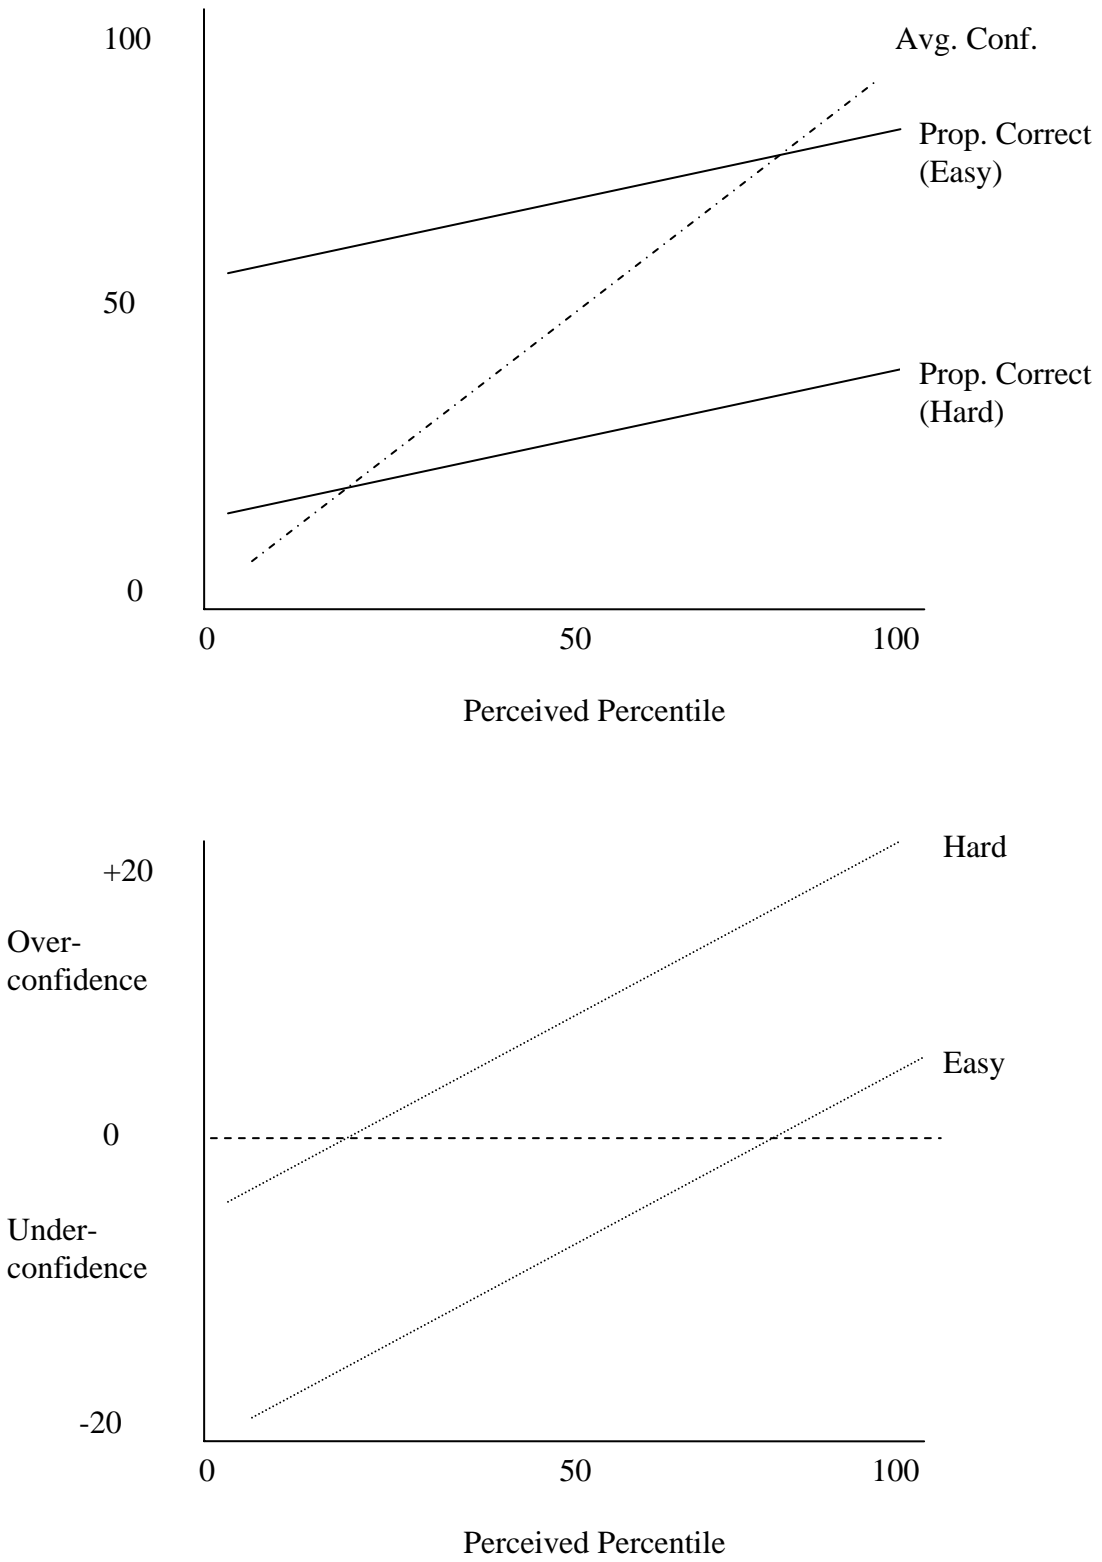 100
Avg. Conf.
Prop. Correct
(Easy)
50
Prop. Correct
(Hard)
0
0 50 100
Perceived Percentile
Hard
+20
Over-
confidence
Easy
0
Under-
confidence
-20
0 50 100
Perceived Percentile